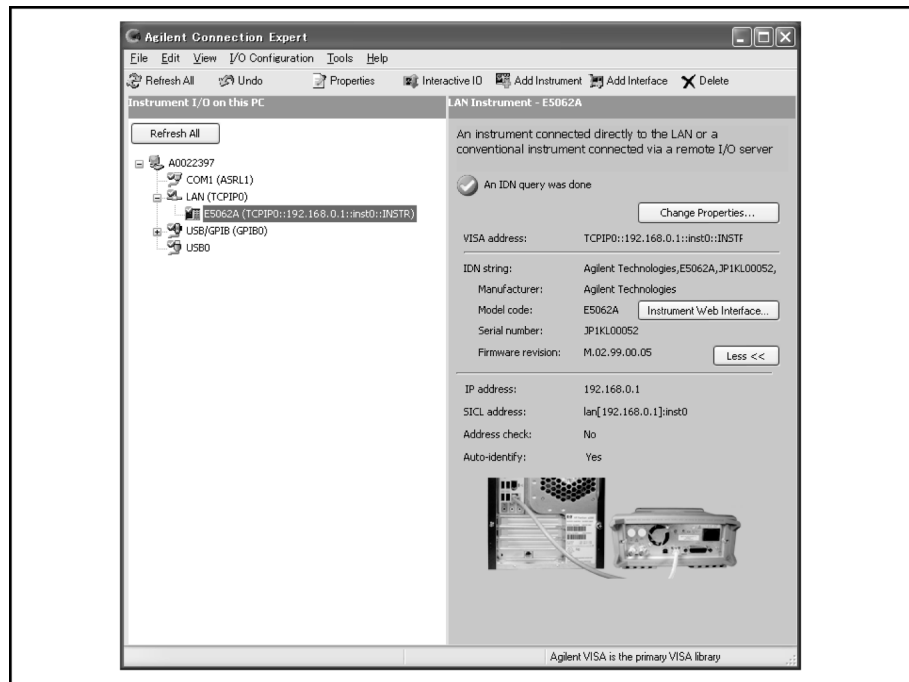 Agilent Connection Expert
File Edit View I/O Configuration Tools Help
Refresh All Undo Properties Interactive IO Add Instrument Add Interface Delete
Instrument I/O on this PC
Refresh All
A0022397
COM1 (ASRL1)
LAN (TCPIP0)
E5062A (TCPIP0::192.168.0.1::inst0::INSTR)
USB/GPIB (GPIB0)
USB0
LAN Instrument - E5062A
An instrument connected directly to the LAN or a
conventional instrument connected via a remote I/O server
An IDN query was done
Change Properties...
VISA address: TCPIP0::192.168.0.1::inst0::INSTF
IDN string: Agilent Technologies,E5062A,JP1KL00052,
Manufacturer: Agilent Technologies
Model code: E5062A Instrument Web Interface...
Serial number: JP1KL00052
Firmware revision: M.02.99.00.05 Less <<
IP address: 192.168.0.1
SICL address: lan[192.168.0.1]:inst0
Address check: No
Auto-identify: Yes
Agilent VISA is the primary VISA library